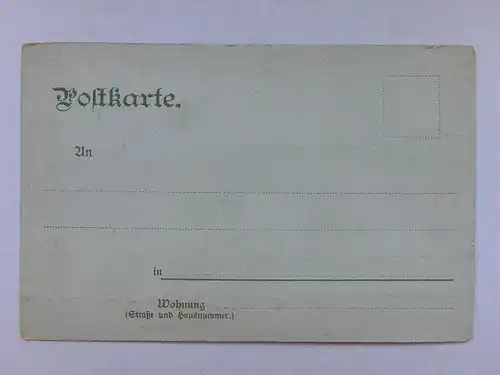 Postkarte.
An
in
Wohnung
(Straße und Hausnummer.)